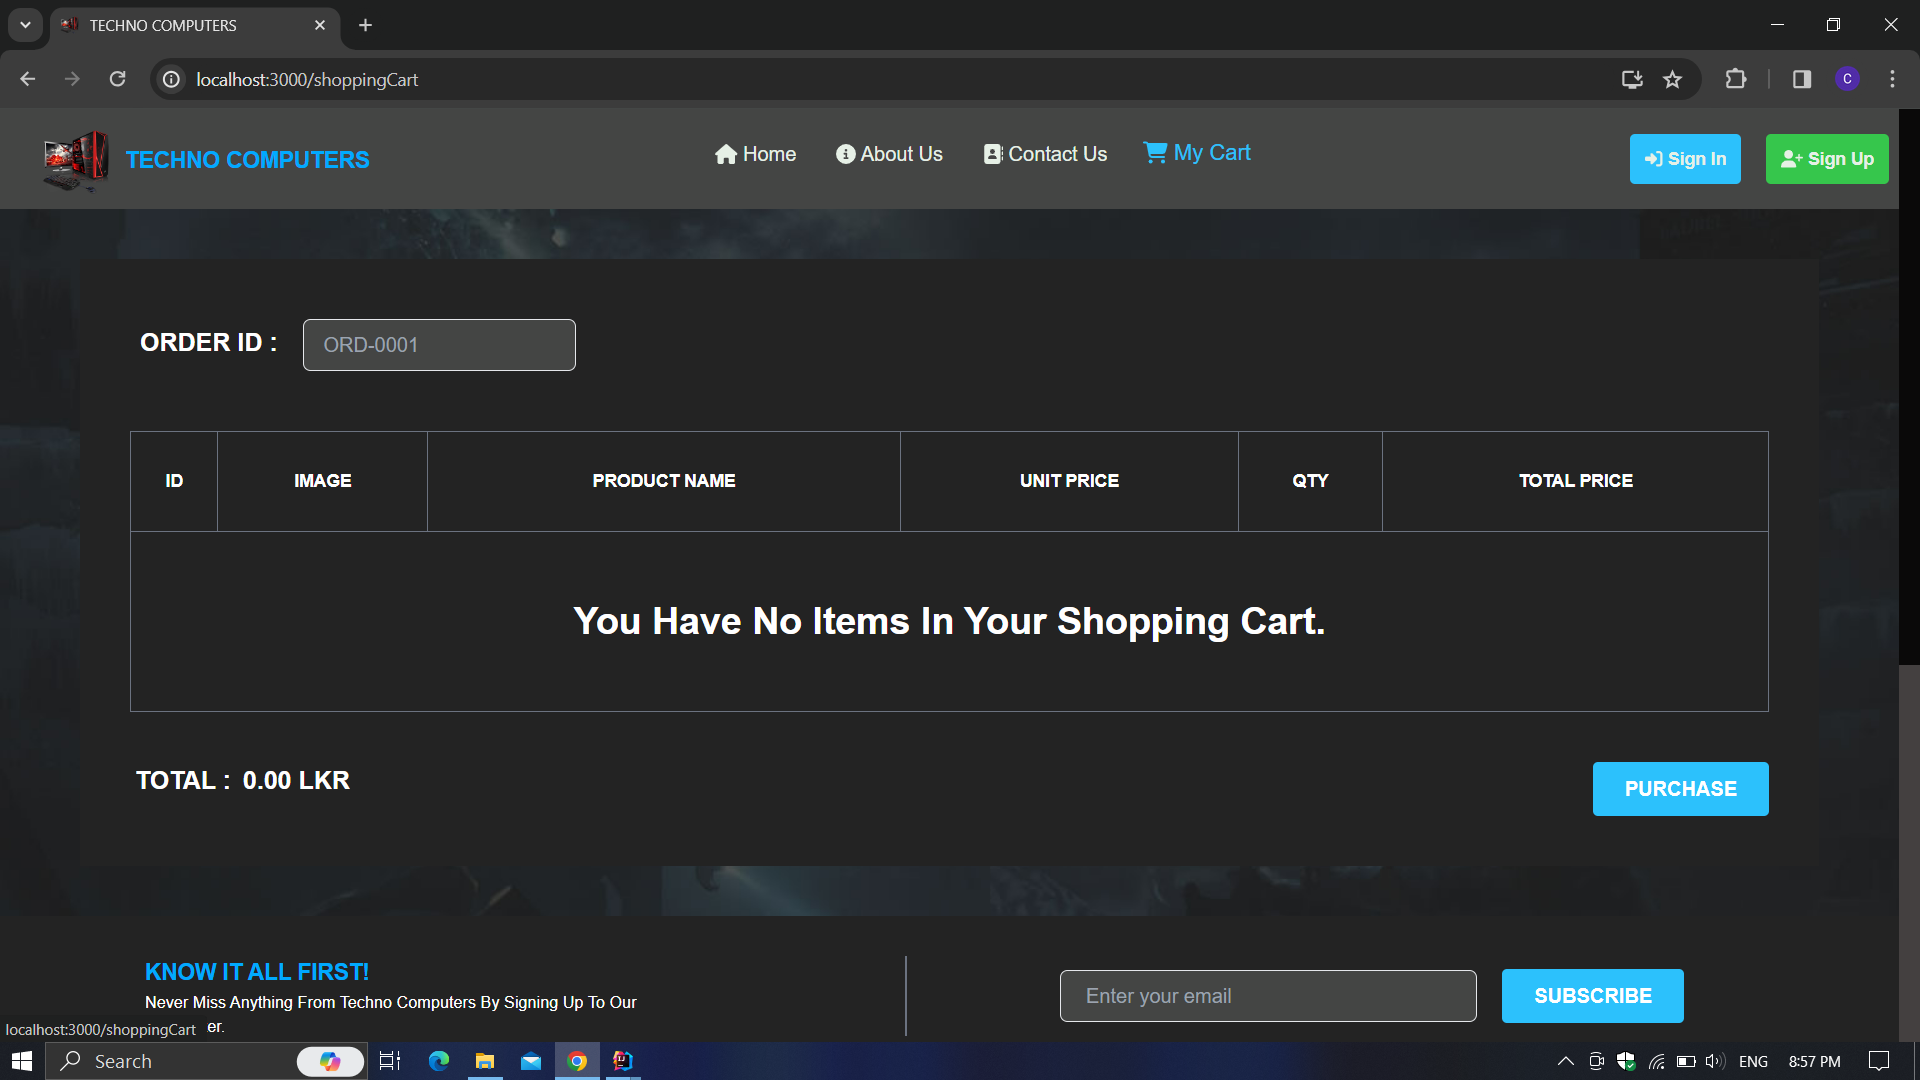 TECHNO COMPUTERS
localhost:3000/shoppingCart
C
TECHNO COMPUTERS
Home
About Us
Contact Us
My Cart
Sign In
Sign Up
ORDER ID :
ORD-0001
ID
IMAGE
PRODUCT NAME
UNIT PRICE
QTY
TOTAL PRICE
You Have No Items In Your Shopping Cart.
TOTAL : 0.00 LKR
PURCHASE
KNOW IT ALL FIRST!
Never Miss Anything From Techno Computers By Signing Up To Our
er.
Enter your email
SUBSCRIBE
localhost:3000/shoppingCart
Search
ENG
8:57 PM